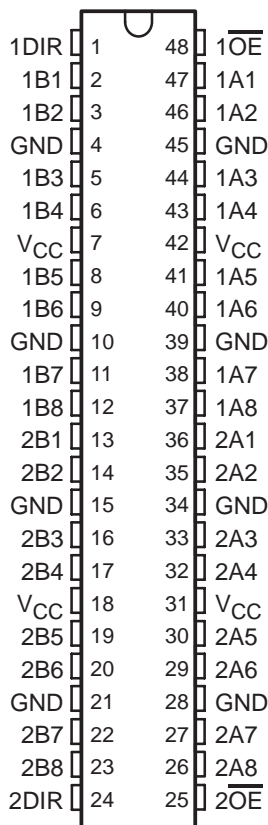 1DIR 1 48 1O̅E̅
1B1 2 47 1A1
1B2 3 46 1A2
GND 4 45 GND
1B3 5 44 1A3
1B4 6 43 1A4
VCC 7 42 VCC
1B5 8 41 1A5
1B6 9 40 1A6
GND 10 39 GND
1B7 11 38 1A7
1B8 12 37 1A8
2B1 13 36 2A1
2B2 14 35 2A2
GND 15 34 GND
2B3 16 33 2A3
2B4 17 32 2A4
VCC 18 31 VCC
2B5 19 30 2A5
2B6 20 29 2A6
GND 21 28 GND
2B7 22 27 2A7
2B8 23 26 2A8
2DIR 24 25 2O̅E̅